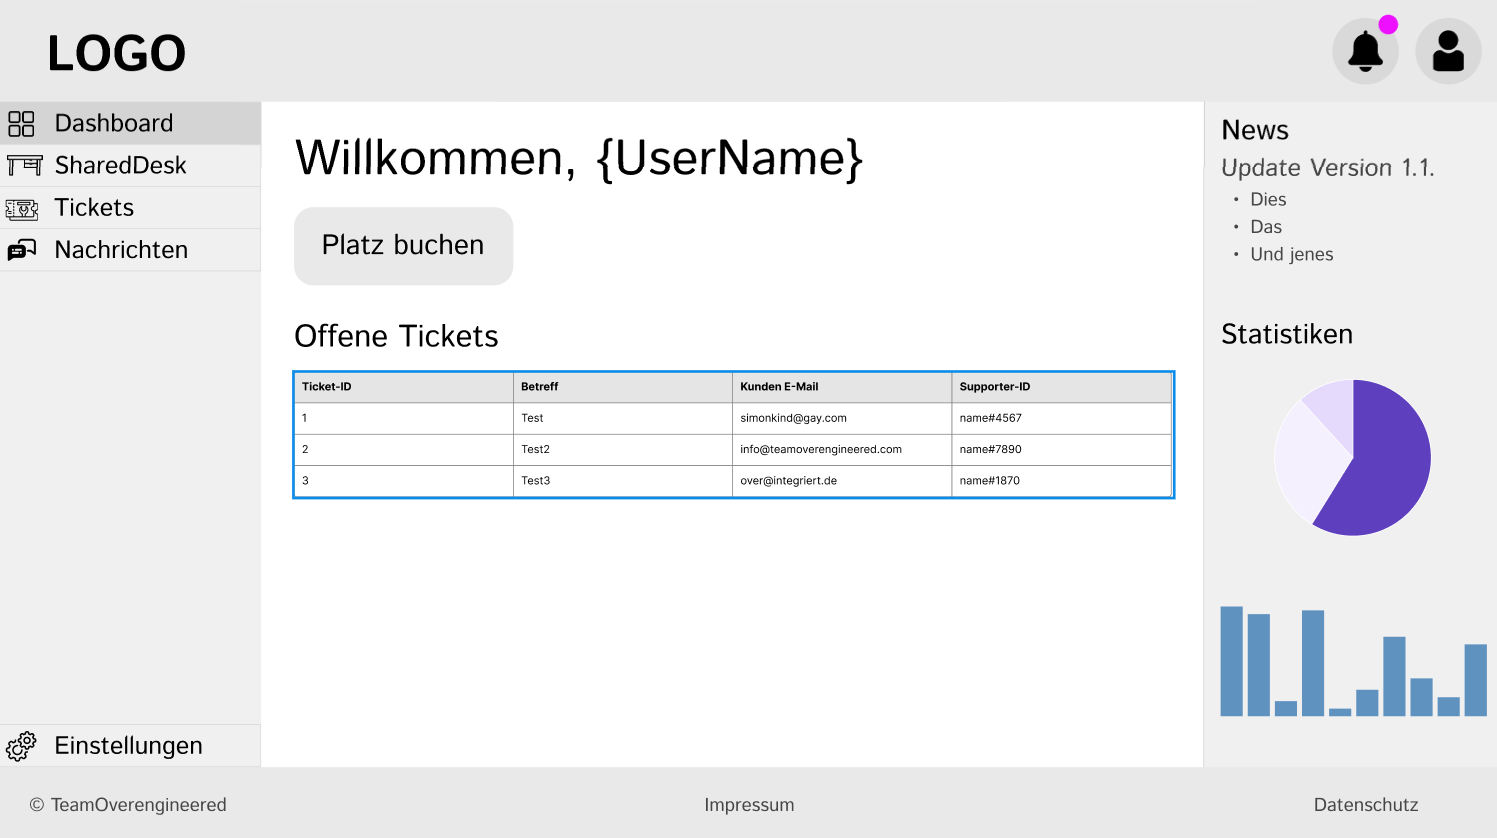 LOGO
Dashboard
SharedDesk
Tickets
Nachrichten
Einstellungen
Willkommen, {UserName}
Platz buchen
Offene Tickets
Ticket-ID Betreff Kunden E-Mail Supporter-ID
1 Test simonkind@gay.com name#4567
2 Test2 info@teamoverengineered.com name#7890
3 Test3 over@integriert.de name#1870
News
Update Version 1.1.
• Dies
• Das
• Und jenes
Statistiken
© TeamOverengineered
Impressum
Datenschutz